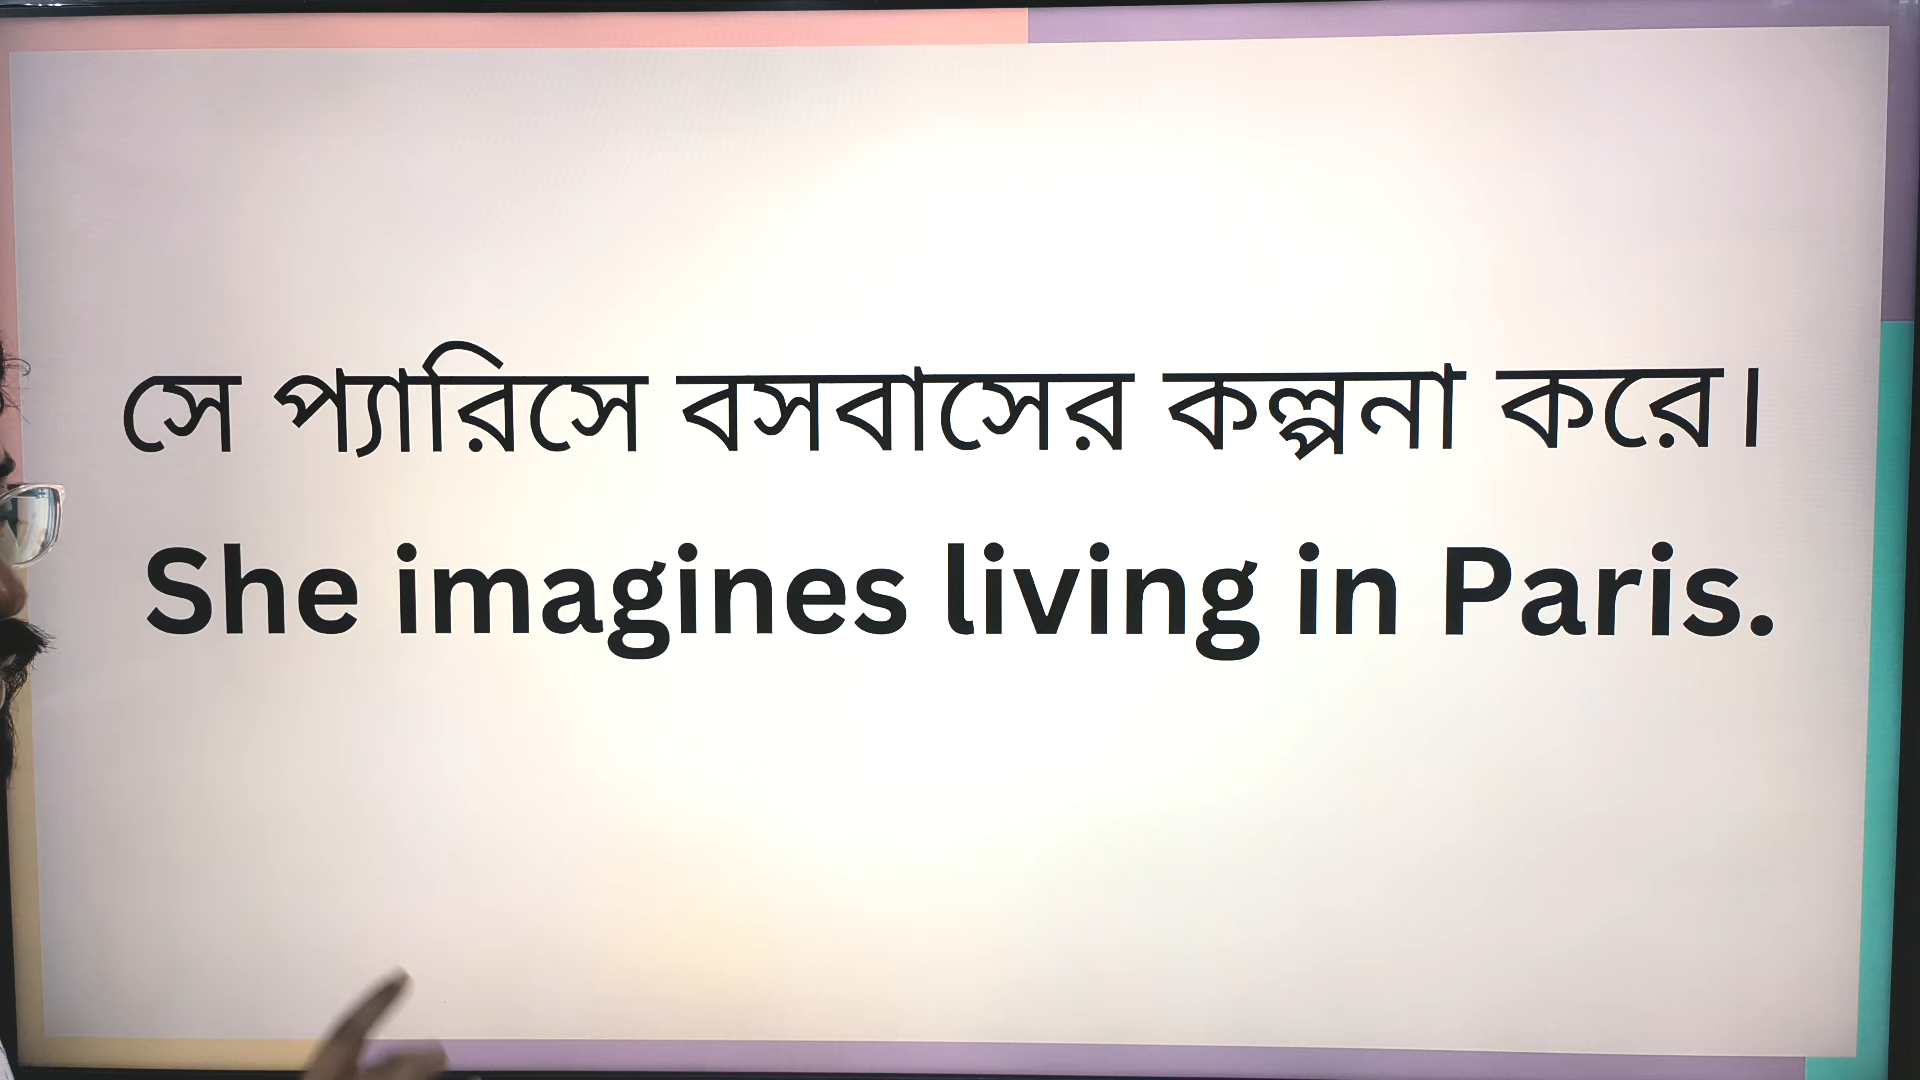 সে প্যারিসে বসবাসের কল্পনা করে।
She imagines living in Paris.